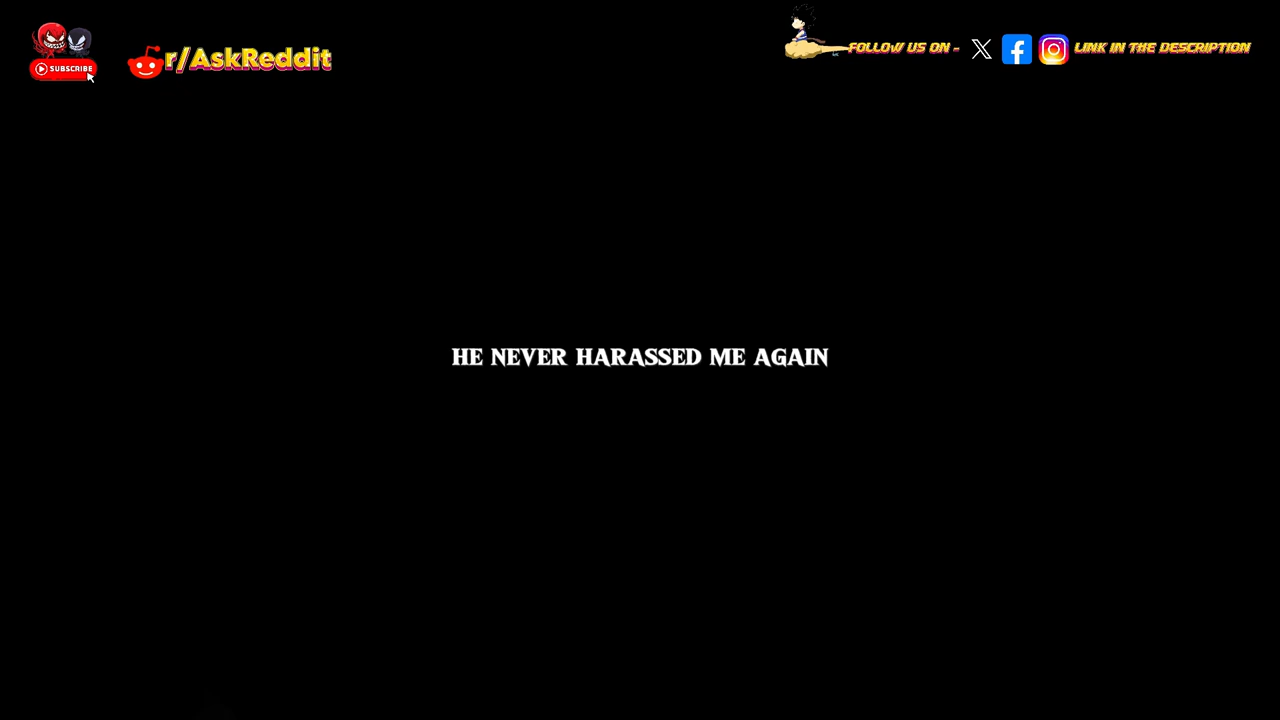 SUBSCRIBE
r/AskReddit
FOLLOW US ON -
LINK IN THE DESCRIPTION
HE NEVER HARASSED ME AGAIN